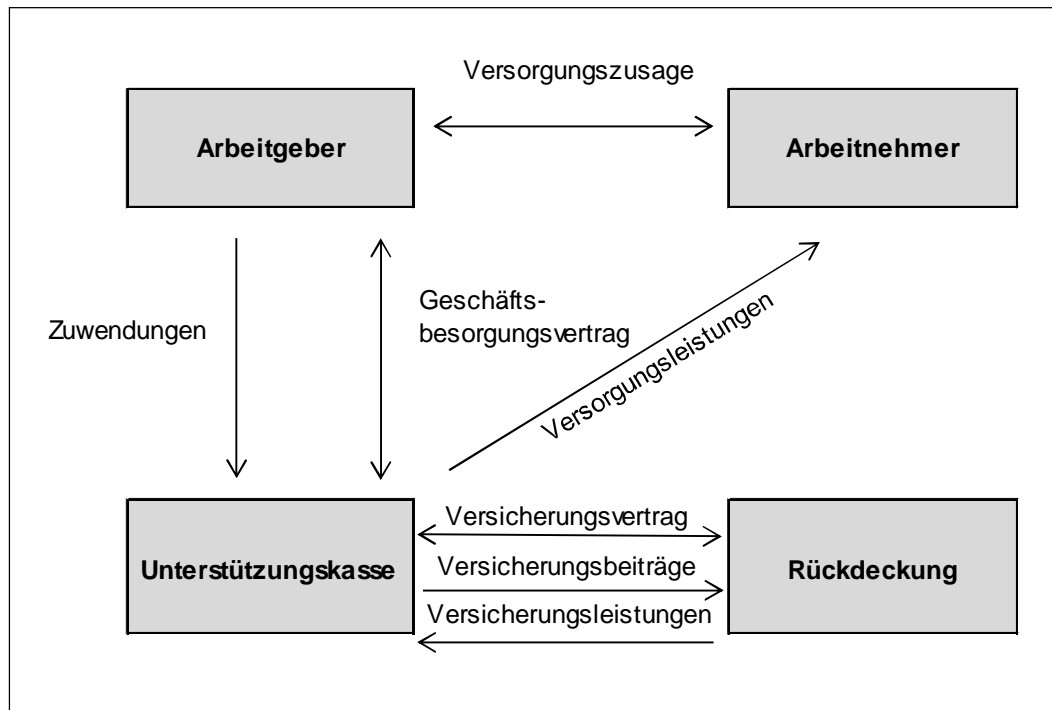 Versorgungszusage
Arbeitgeber
Arbeitnehmer
Zuwendungen
Geschäfts-
besorgungsvertrag
Versorgungsleistungen
Unterstützungskasse
Versicherungsvertrag
Versicherungsbeiträge
Versicherungsleistungen
Rückdeckung